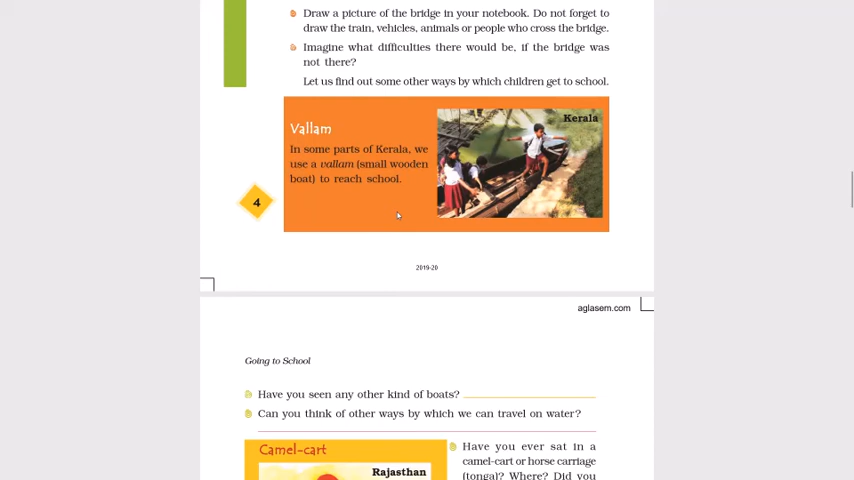 Draw a picture of the bridge in your notebook. Do not forget to
draw the train, vehicles, animals or people who cross the bridge.
Imagine what difficulties there would be, if the bridge was
not there?
Let us find out some other ways by which children get to school.
Vallam
In some parts of Kerala, we
use a vallam (small wooden
boat) to reach school.
Kerala
4
2019-20
aglasem.com
Going to School
Have you seen any other kind of boats?
Can you think of other ways by which we can travel on water?
Camel-cart
Rajasthan
Have you ever sat in a
camel-cart or horse carriage
(tonga)? Where? Did you